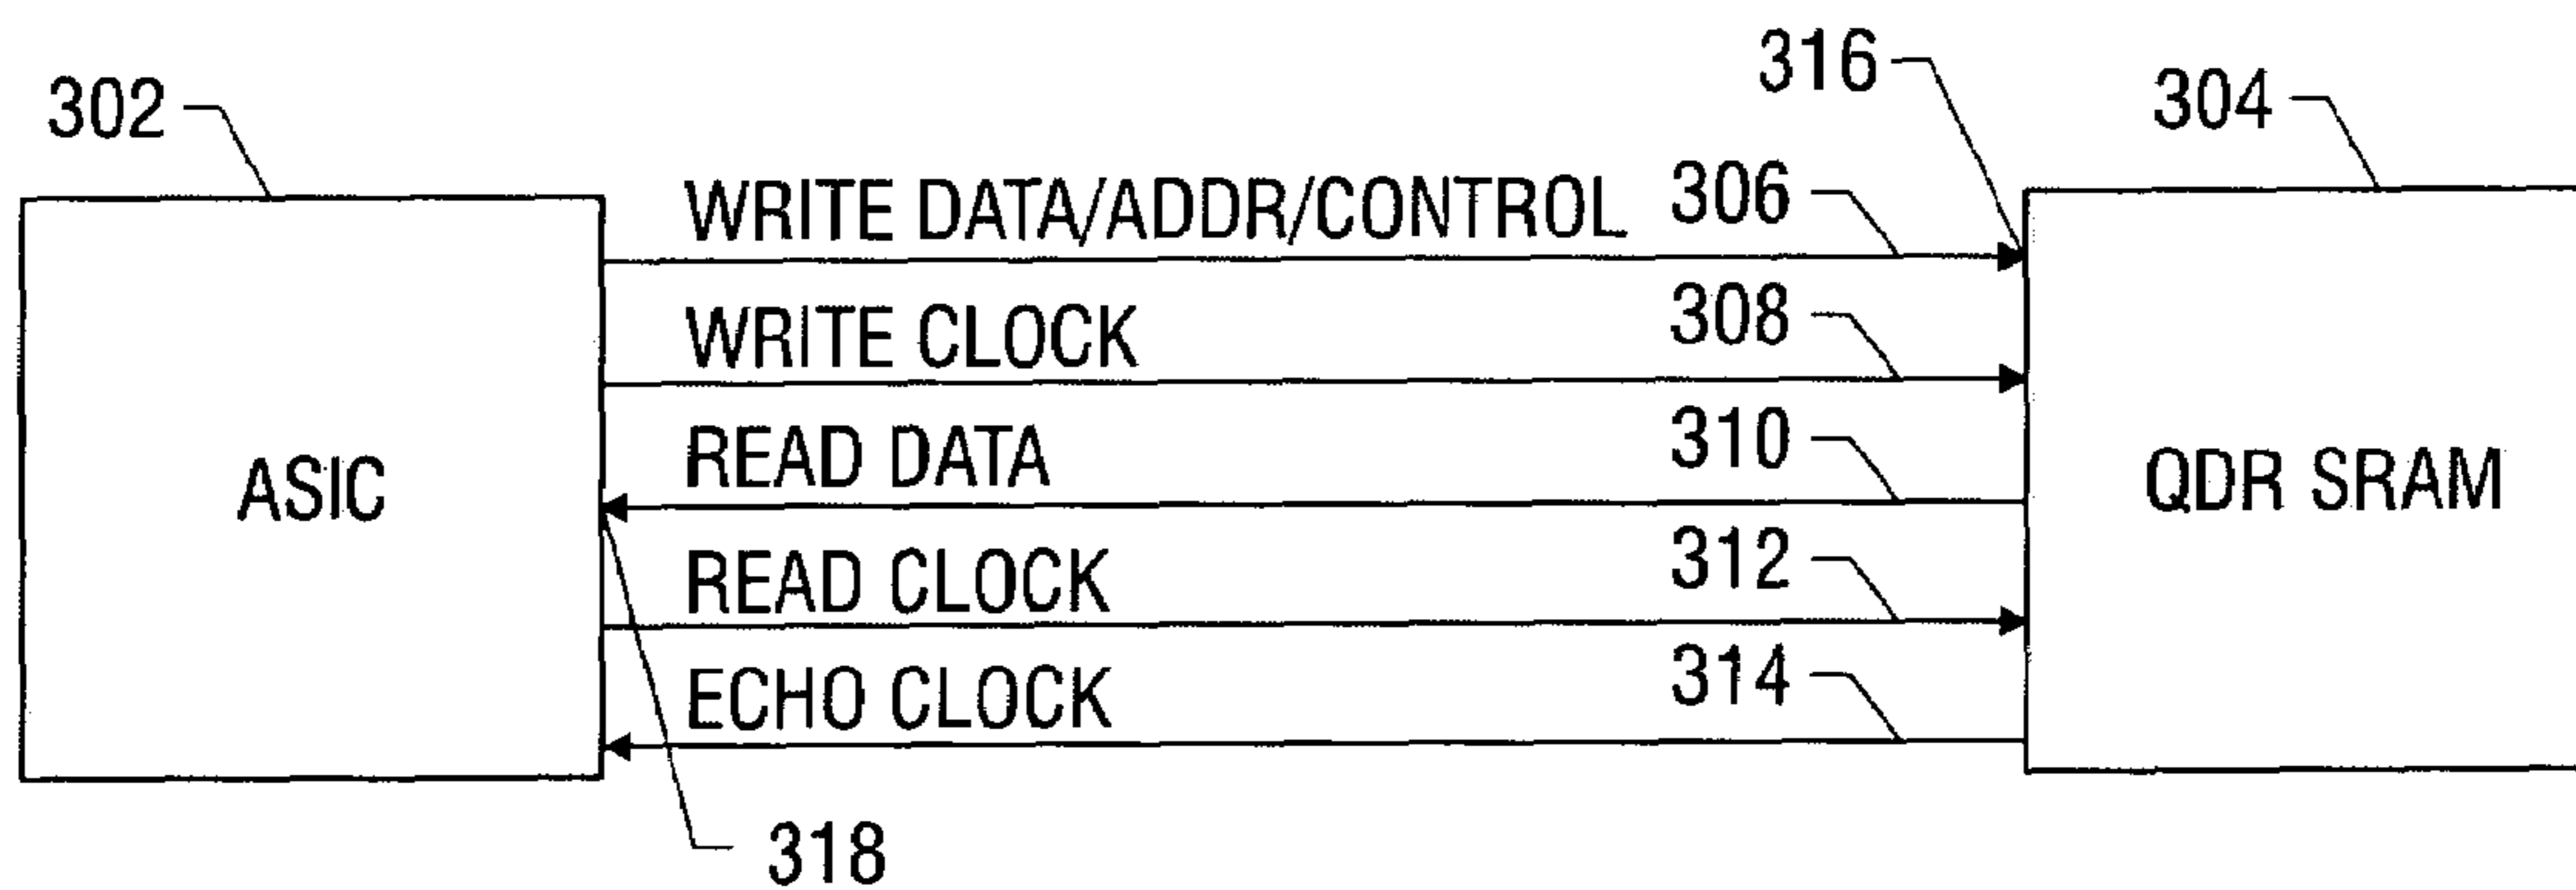 316
302
304
WRITE DATA/ADDR/CONTROL 306
WRITE CLOCK 308
READ DATA 310
ASIC
QDR SRAM
READ CLOCK 312
ECHO CLOCK 314
318